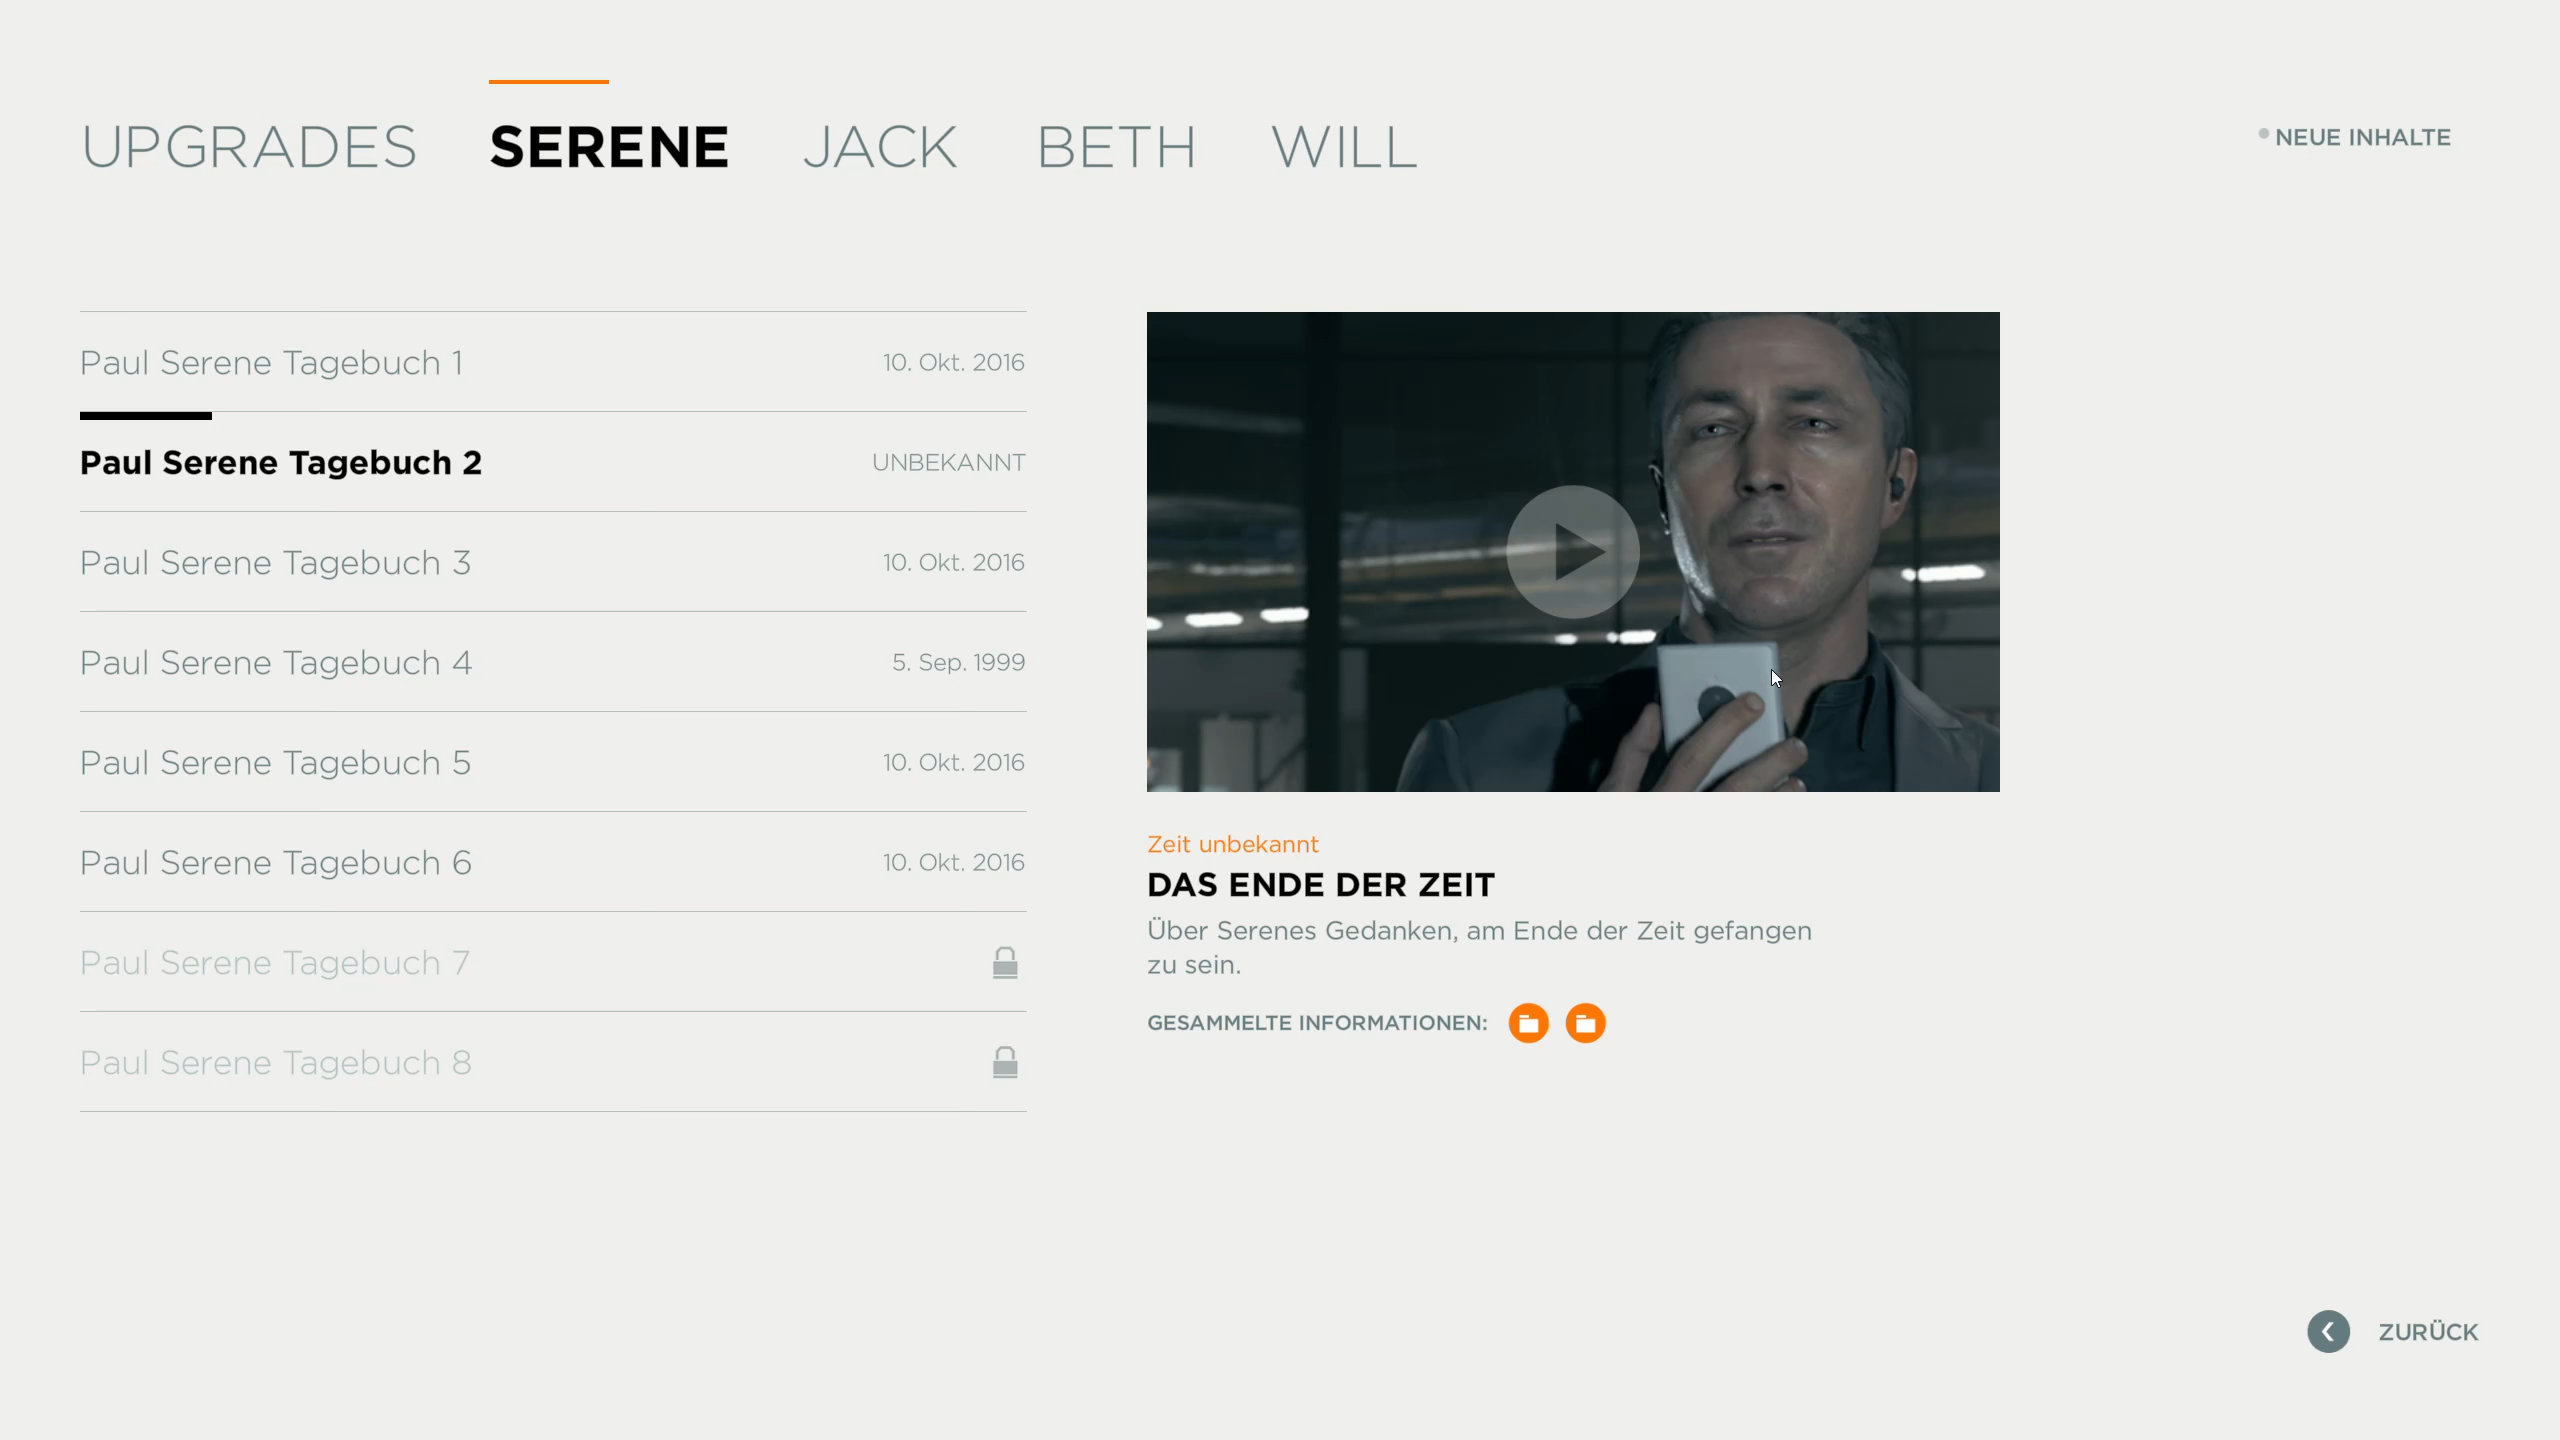 UPGRADES SERENE JACK BETH WILL
NEUE INHALTE
Paul Serene Tagebuch 1 10. Okt. 2016
Paul Serene Tagebuch 2 UNBEKANNT
Paul Serene Tagebuch 3 10. Okt. 2016
Paul Serene Tagebuch 4 5. Sep. 1999
Paul Serene Tagebuch 5 10. Okt. 2016
Paul Serene Tagebuch 6 10. Okt. 2016
Paul Serene Tagebuch 7
Paul Serene Tagebuch 8
Zeit unbekannt
DAS ENDE DER ZEIT
Über Serenes Gedanken, am Ende der Zeit gefangen
zu sein.
GESAMMELTE INFORMATIONEN:
ZURÜCK